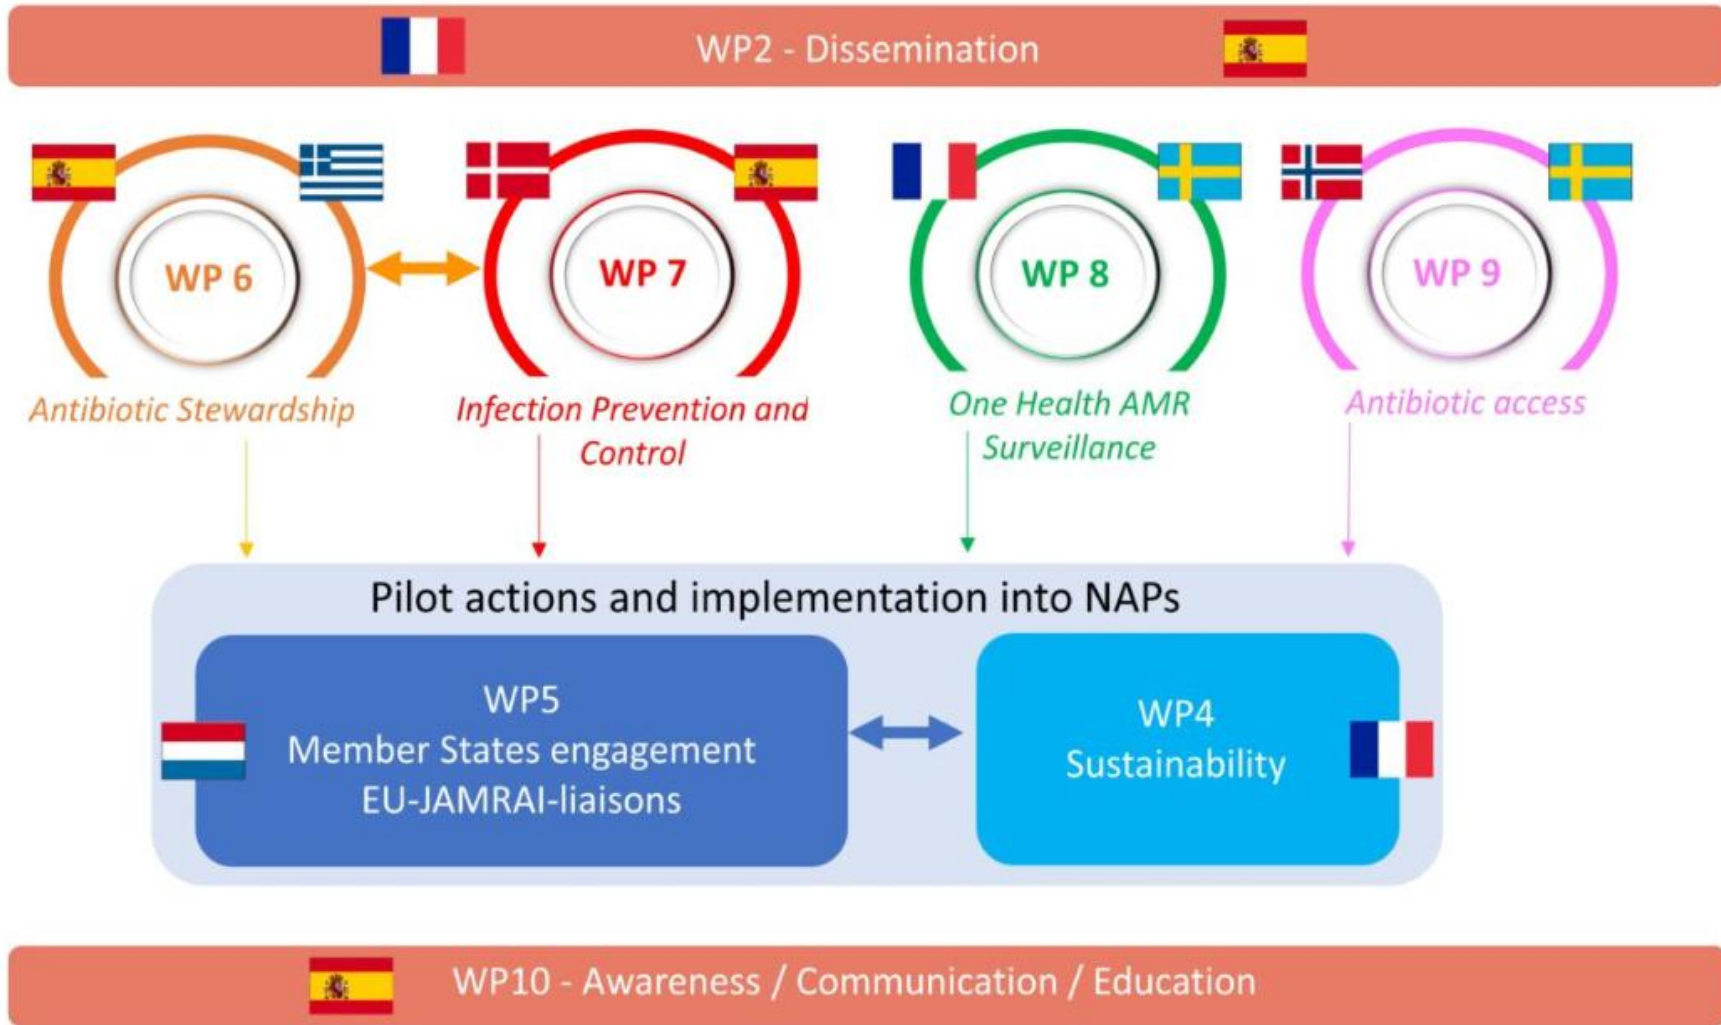 WP2 - Dissemination
WP 6
WP 7
WP 8
WP 9
Antibiotic Stewardship
Infection Prevention and
Control
One Health AMR
Surveillance
Antibiotic access
Pilot actions and implementation into NAPs
WP5
Member States engagement
EU-JAMRAI-liaisons
WP4
Sustainability
WP10 - Awareness / Communication / Education